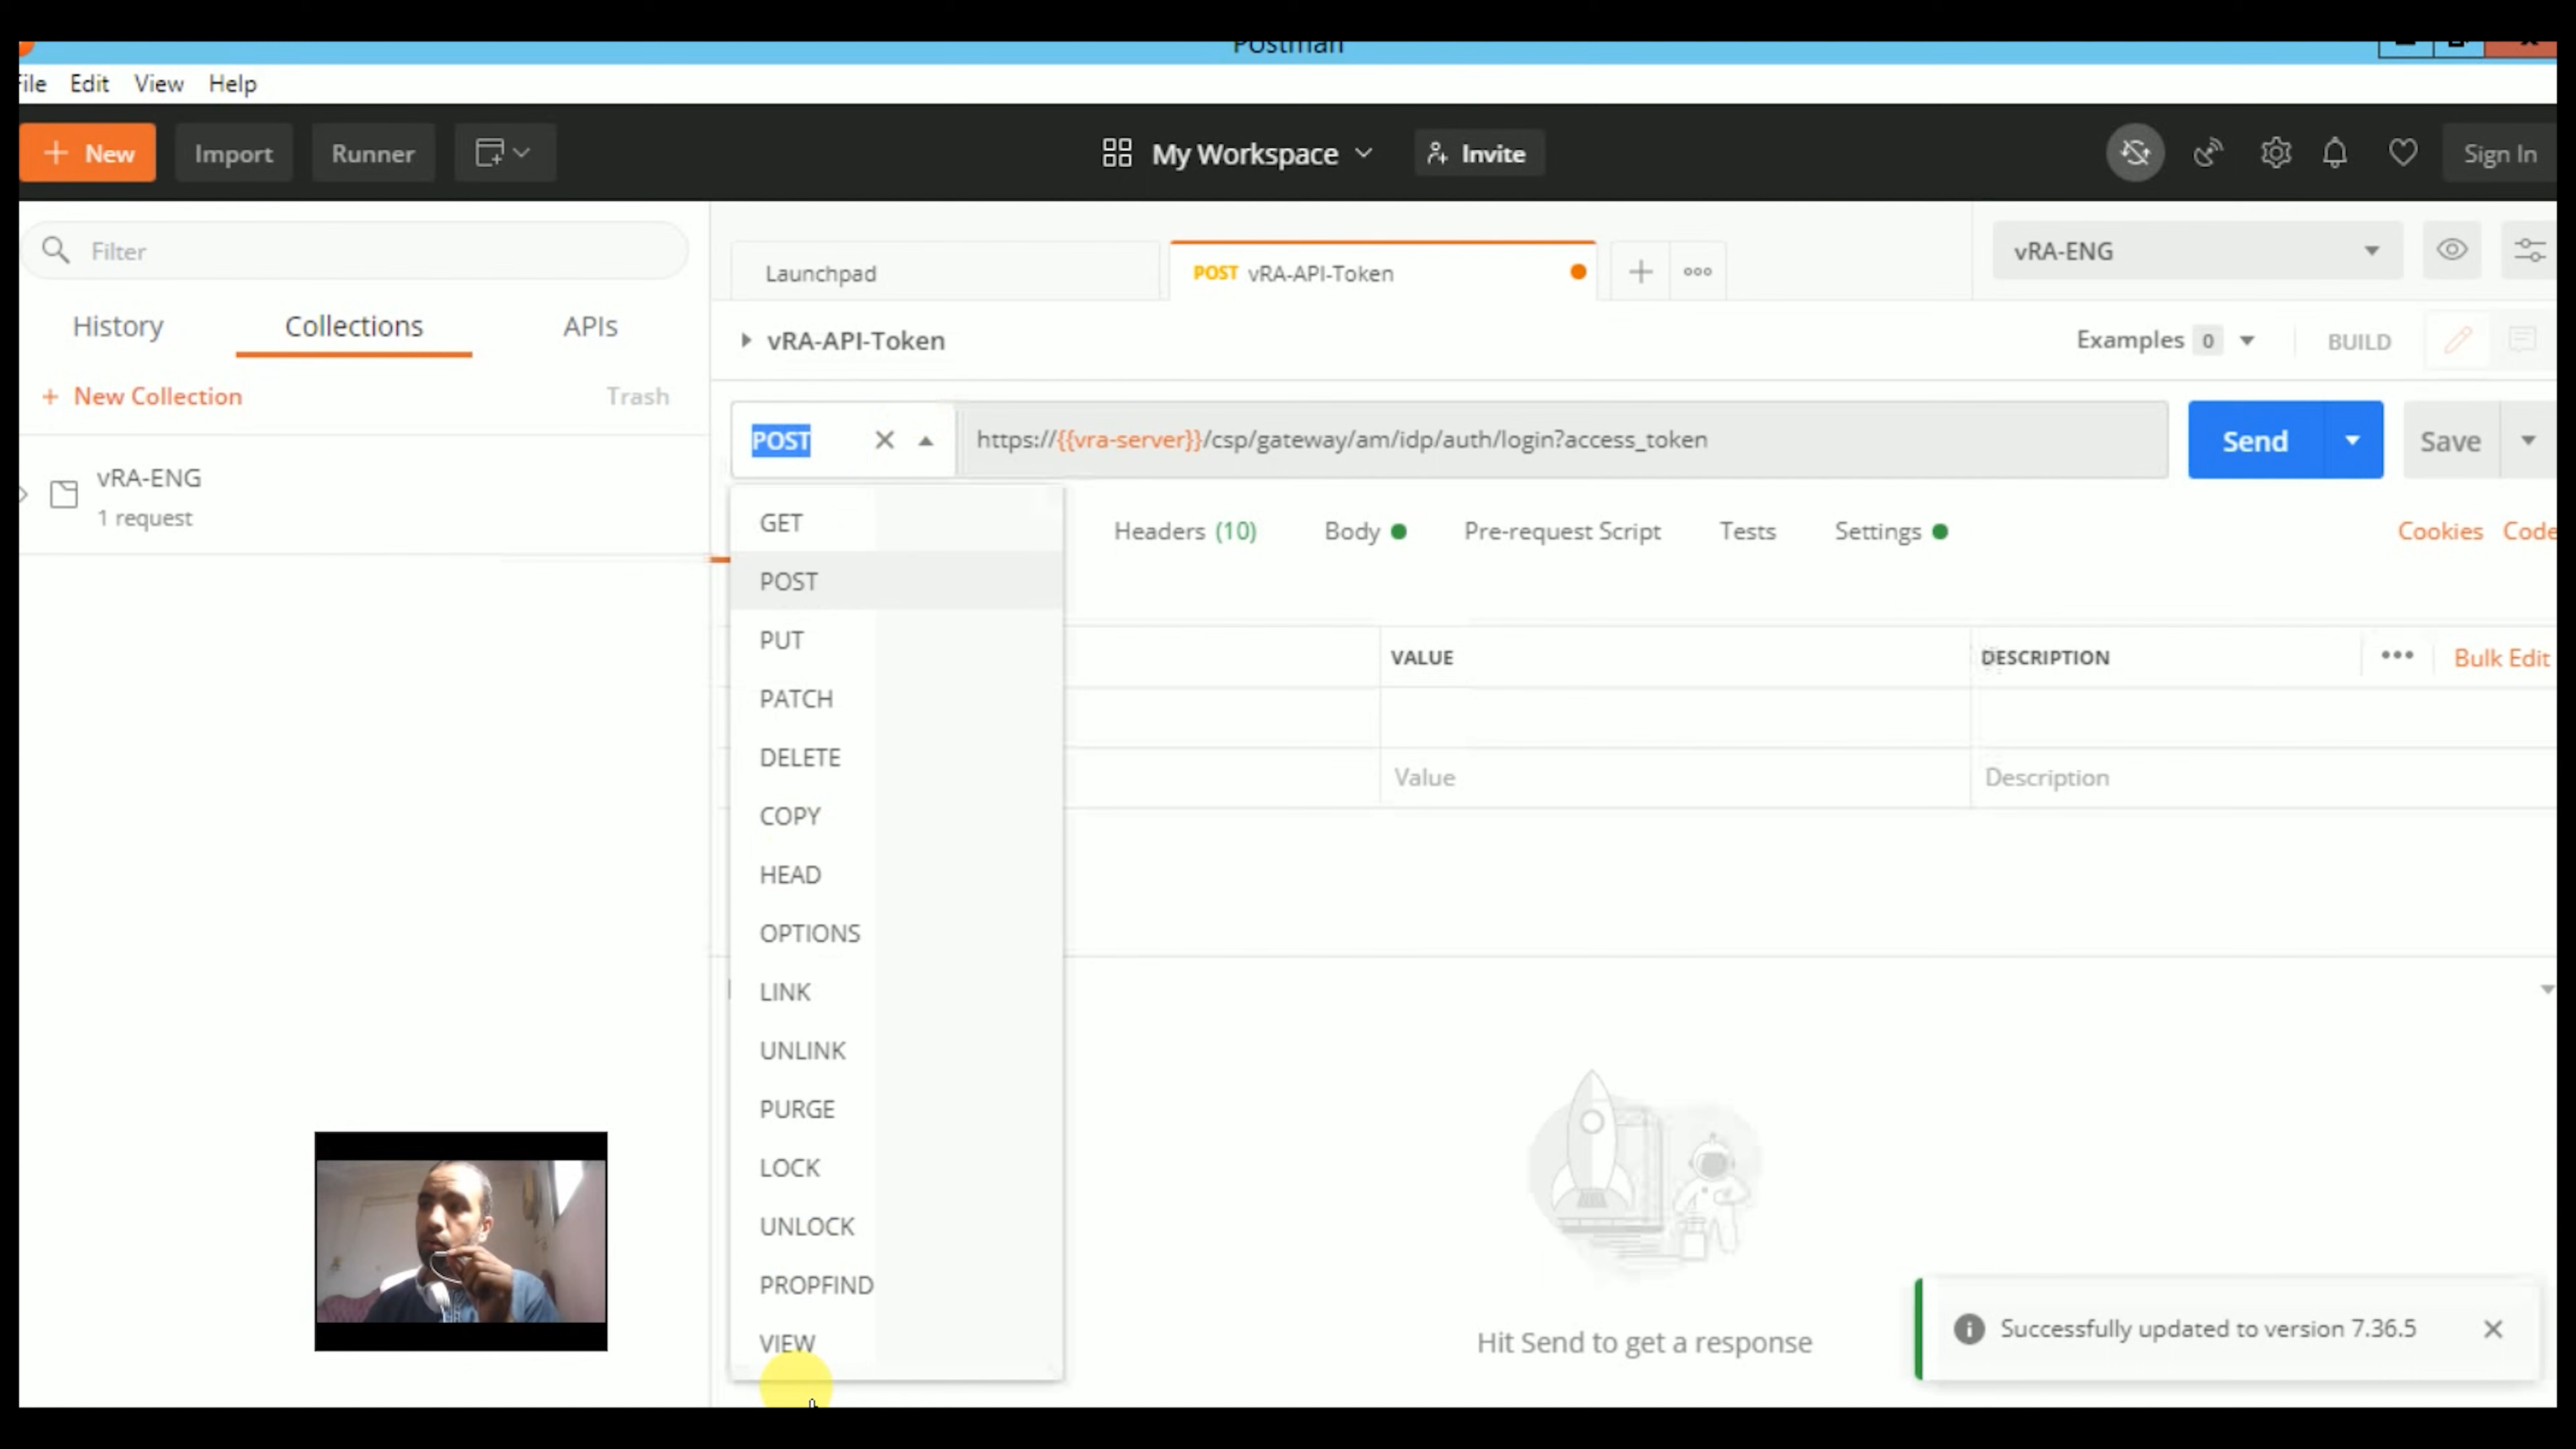 Postman
File Edit View Help
+ New Import Runner My Workspace Invite Sign In
Filter
History Collections APIs
+ New Collection Trash
vRA-ENG
1 request
Launchpad POST vRA-API-Token vRA-ENG
vRA-API-Token Examples 0 BUILD
POST https://{{vra-server}}/csp/gateway/am/idp/auth/login?access_token Send Save
Headers (10) Body Pre-request Script Tests Settings Cookies Code
GET
POST
PUT
PATCH
DELETE
COPY
HEAD
OPTIONS
LINK
UNLINK
PURGE
LOCK
UNLOCK
PROPFIND
VIEW
VALUE DESCRIPTION Bulk Edit
Value Description
Hit Send to get a response
Successfully updated to version 7.36.5